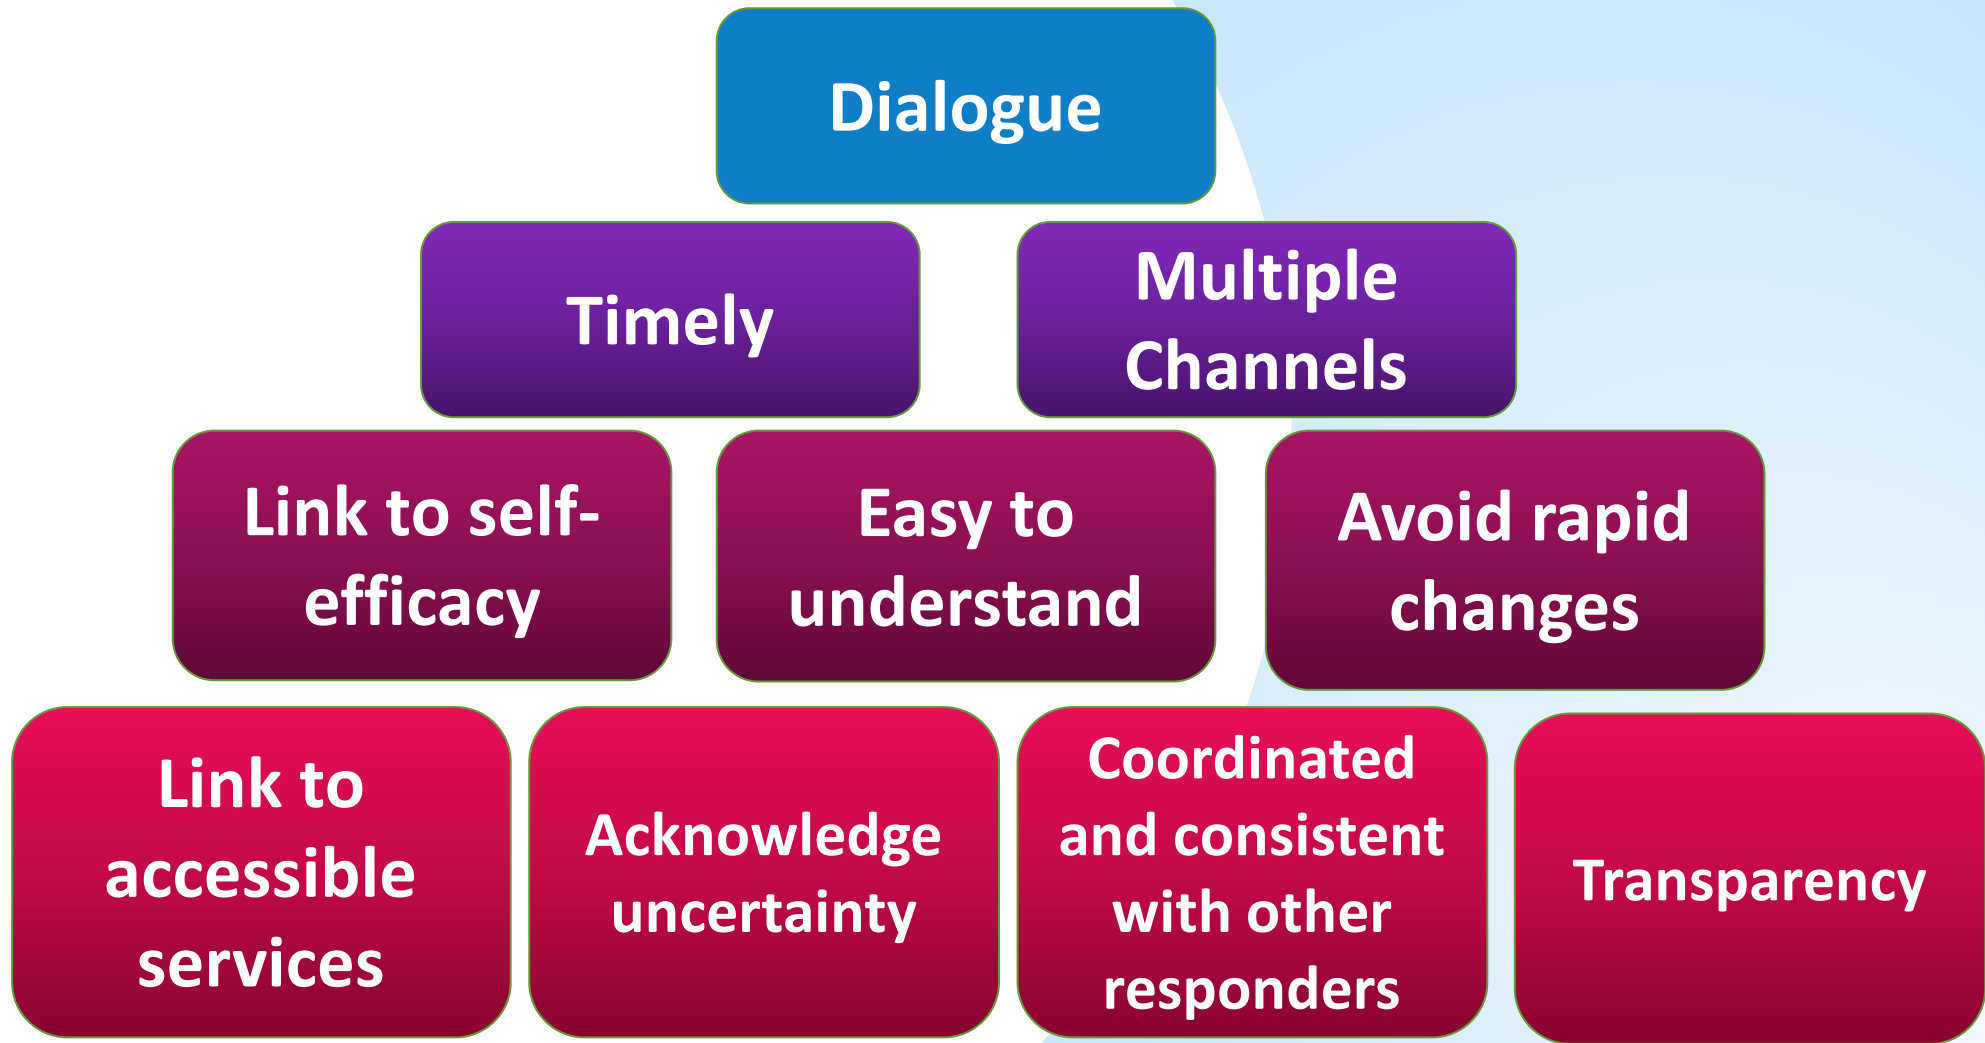 Dialogue
Timely
Multiple
Channels
Link to self-
efficacy
Easy to
understand
Avoid rapid
changes
Link to
accessible
services
Acknowledge
uncertainty
Coordinated
and consistent
with other
responders
Transparency